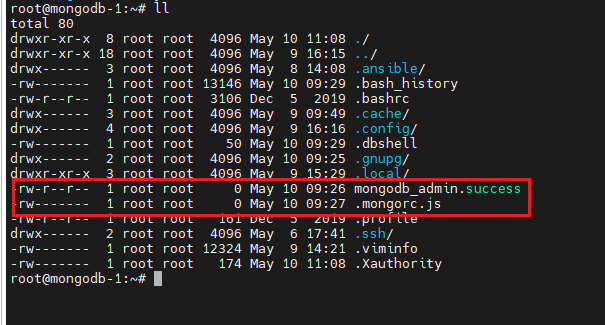 root@mongodb-1:~# ll
total 80
drwxr-xr-x  8 root root  4096 May 10 11:08 ./
drwxr-xr-x 18 root root  4096 May  9 16:15 ../
drwx------  3 root root  4096 May  8 14:08 .ansible/
-rw-------  1 root root 13146 May 10 09:29 .bash_history
-rw-r--r--  1 root root  3106 Dec  5  2019 .bashrc
drwx------  3 root root  4096 May  9 09:49 .cache/
drwx------  4 root root  4096 May  9 16:16 .config/
-rw-------  1 root root    50 May 10 09:29 .dbshell
drwx------  2 root root  4096 May 10 09:25 .gnupg/
drwxr-xr-x  3 root root  4096 May  9 15:29 .local/
-rw-r--r--  1 root root     0 May 10 09:26 mongodb_admin.success
-rw-------  1 root root     0 May 10 09:27 .mongorc.js
-rw-r--r--  1 root root   161 Dec  5  2019 .profile
drwx------  2 root root  4096 May  6 17:41 .ssh/
-rw-------  1 root root 12324 May  9 14:21 .viminfo
-rw-------  1 root root   174 May 10 11:08 .Xauthority
root@mongodb-1:~#